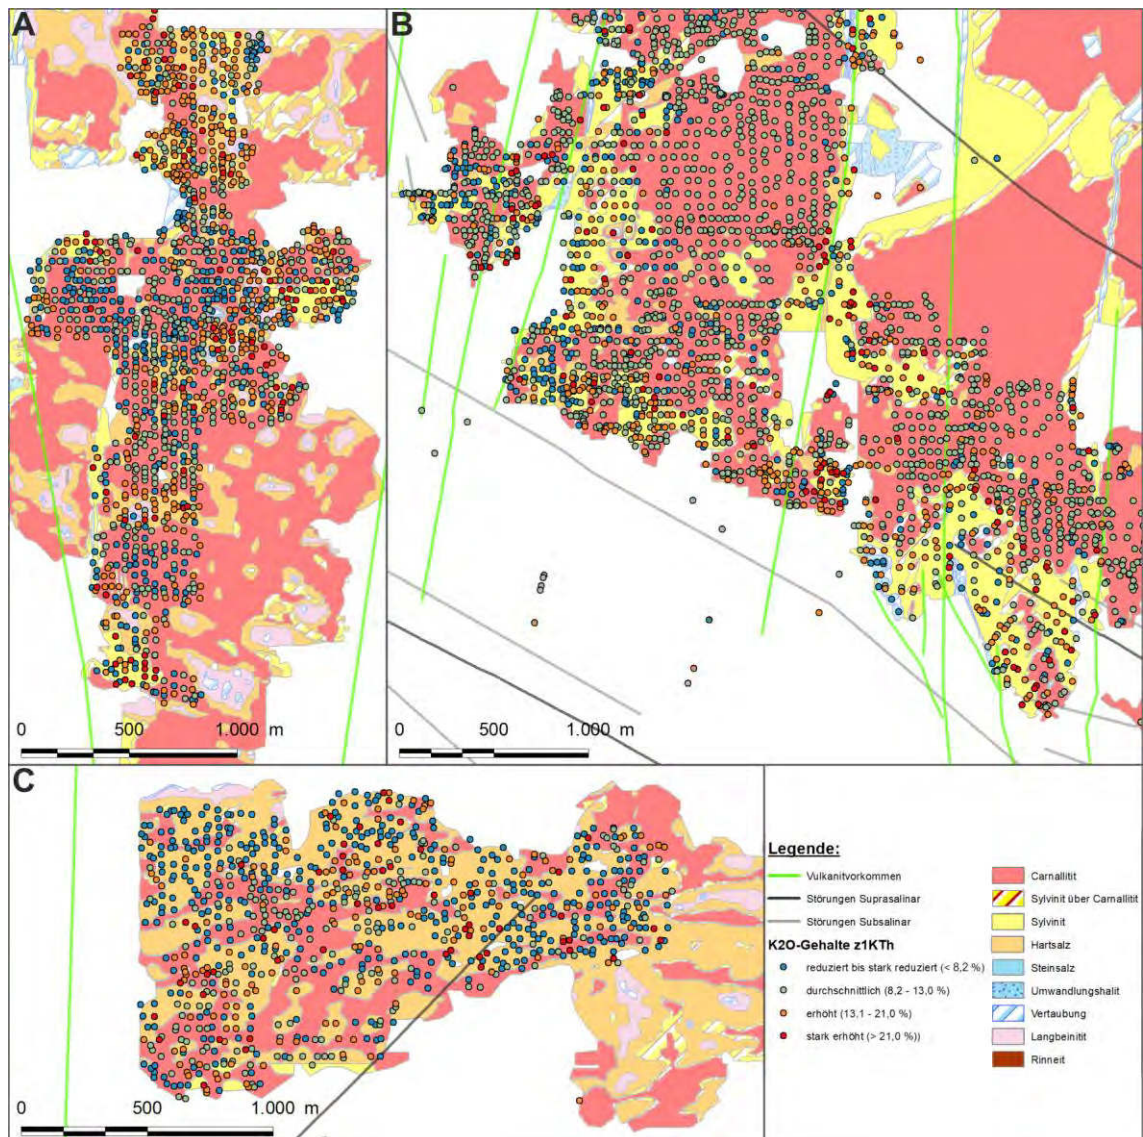 A
B
0 500 1.000 m
0 500 1.000 m
C
0 500 1.000 m
Legende:
Vulkanitvorkommen
Störungen Suprasalinar
Störungen Subsalinar
K2O-Gehalte z1KTh
reduziert bis stark reduziert (< 8,2 %)
durchschnittlich (8,2 - 13,0 %)
erhöht (13,1 - 21,0 %)
stark erhöht (> 21,0 %))
Carnallitit
Sylvinit über Carnallitit
Sylvinit
Hartsalz
Steinsalz
Umwandlungshalit
Vertaubung
Langbeinitit
Rinneit